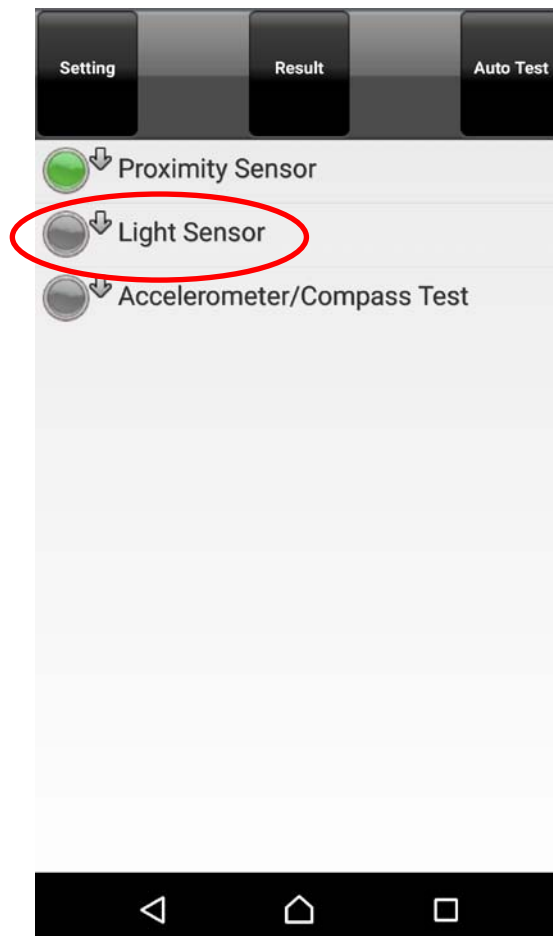 Setting Result Auto Test
Proximity Sensor
Light Sensor
Accelerometer/Compass Test